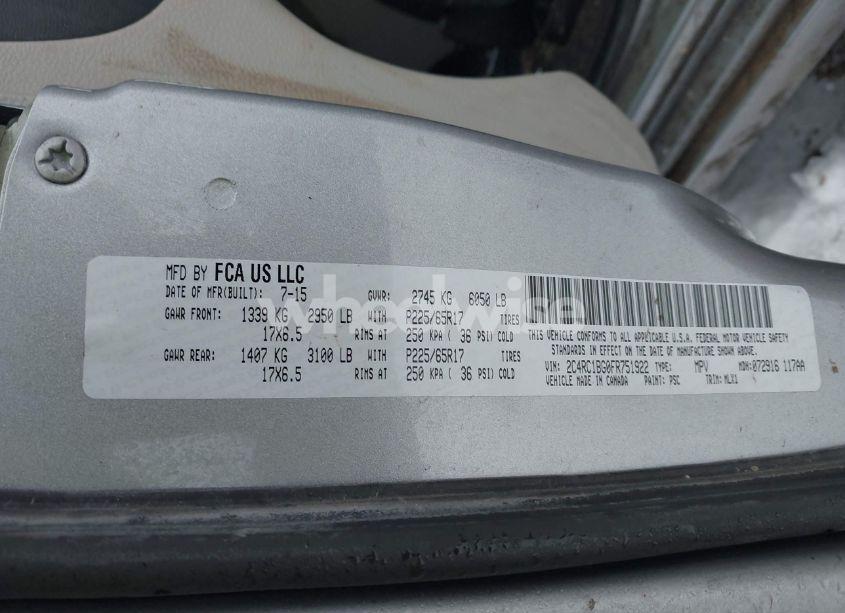 MFD BY FCA US LLC
DATE OF MFR(BUILT): 7-15 GVWR: 2745 KG 6050 LB
GAWR FRONT: 1339 KG 2950 LB WITH P225/65R17 TIRES
17X6.5 RIMS AT 250 KPA ( 36 PSI) COLD
GAWR REAR: 1407 KG 3100 LB WITH P225/65R17 TIRES
17X6.5 RIMS AT 250 KPA ( 36 PSI) COLD
THIS VEHICLE CONFORMS TO ALL APPLICABLE U.S.A. FEDERAL MOTOR VEHICLE SAFETY
STANDARDS IN EFFECT ON THE DATE OF MANUFACTURE SHOWN ABOVE.
VIN: 2C4RC1BG0FR751922 TYPE: MPV MDH: 072916 117AA
VEHICLE MADE IN CANADA PAINT: PSC TRIM: MLX1
wheelwise